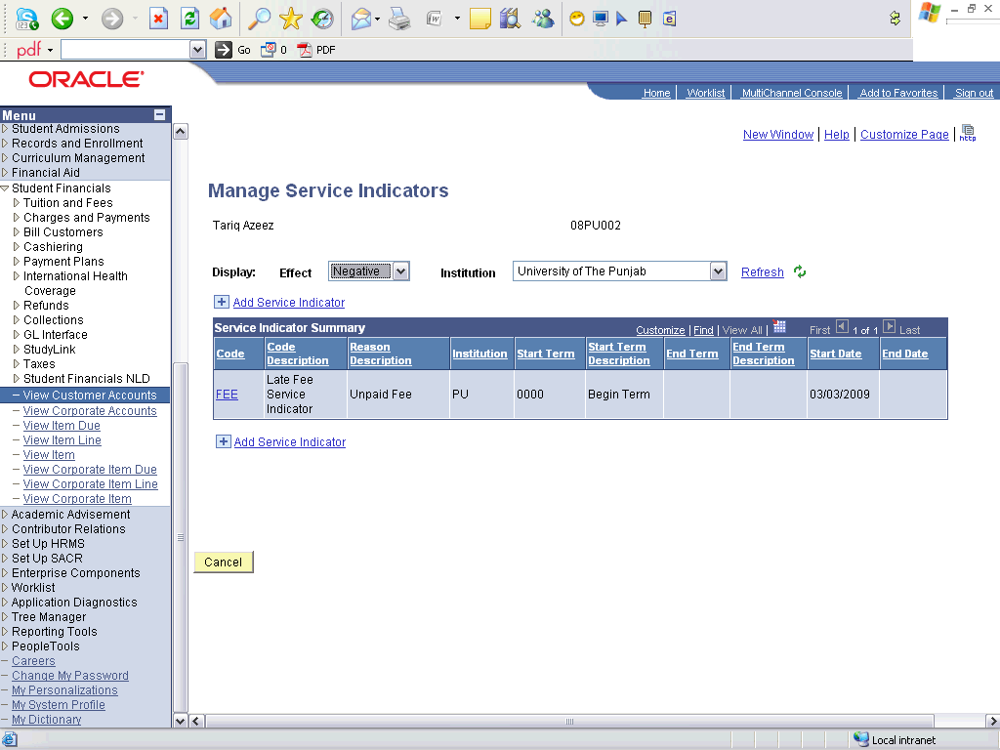 pdf
Go
0
PDF
ORACLE®
Home
Worklist
MultiChannel Console
Add to Favorites
Sign out
Menu
Student Admissions
Records and Enrollment
Curriculum Management
Financial Aid
Student Financials
Tuition and Fees
Charges and Payments
Bill Customers
Cashiering
Payment Plans
International Health
Coverage
Refunds
Collections
GL Interface
StudyLink
Taxes
Student Financials NLD
View Customer Accounts
View Corporate Accounts
View Item Due
View Item Line
View Item
View Corporate Item Due
View Corporate Item Line
View Corporate Item
Academic Advisement
Contributor Relations
Set Up HRMS
Set Up SACR
Enterprise Components
Worklist
Application Diagnostics
Tree Manager
Reporting Tools
PeopleTools
Careers
Change My Password
My Personalizations
My System Profile
My Dictionary
New Window | Help | Customize Page |
http
Manage Service Indicators
Tariq Azeez 08PU002
Display: Effect Negative Institution University of The Punjab Refresh
Add Service Indicator
Service Indicator Summary Customize | Find | View All | First 1 of 1 Last
Code
Code
Description
Reason
Description
Institution
Start Term
Start Term
Description
End Term
End Term
Description
Start Date
End Date
FEE
Late Fee
Service
Indicator
Unpaid Fee
PU
0000
Begin Term
03/03/2009
Add Service Indicator
Cancel
Local intranet